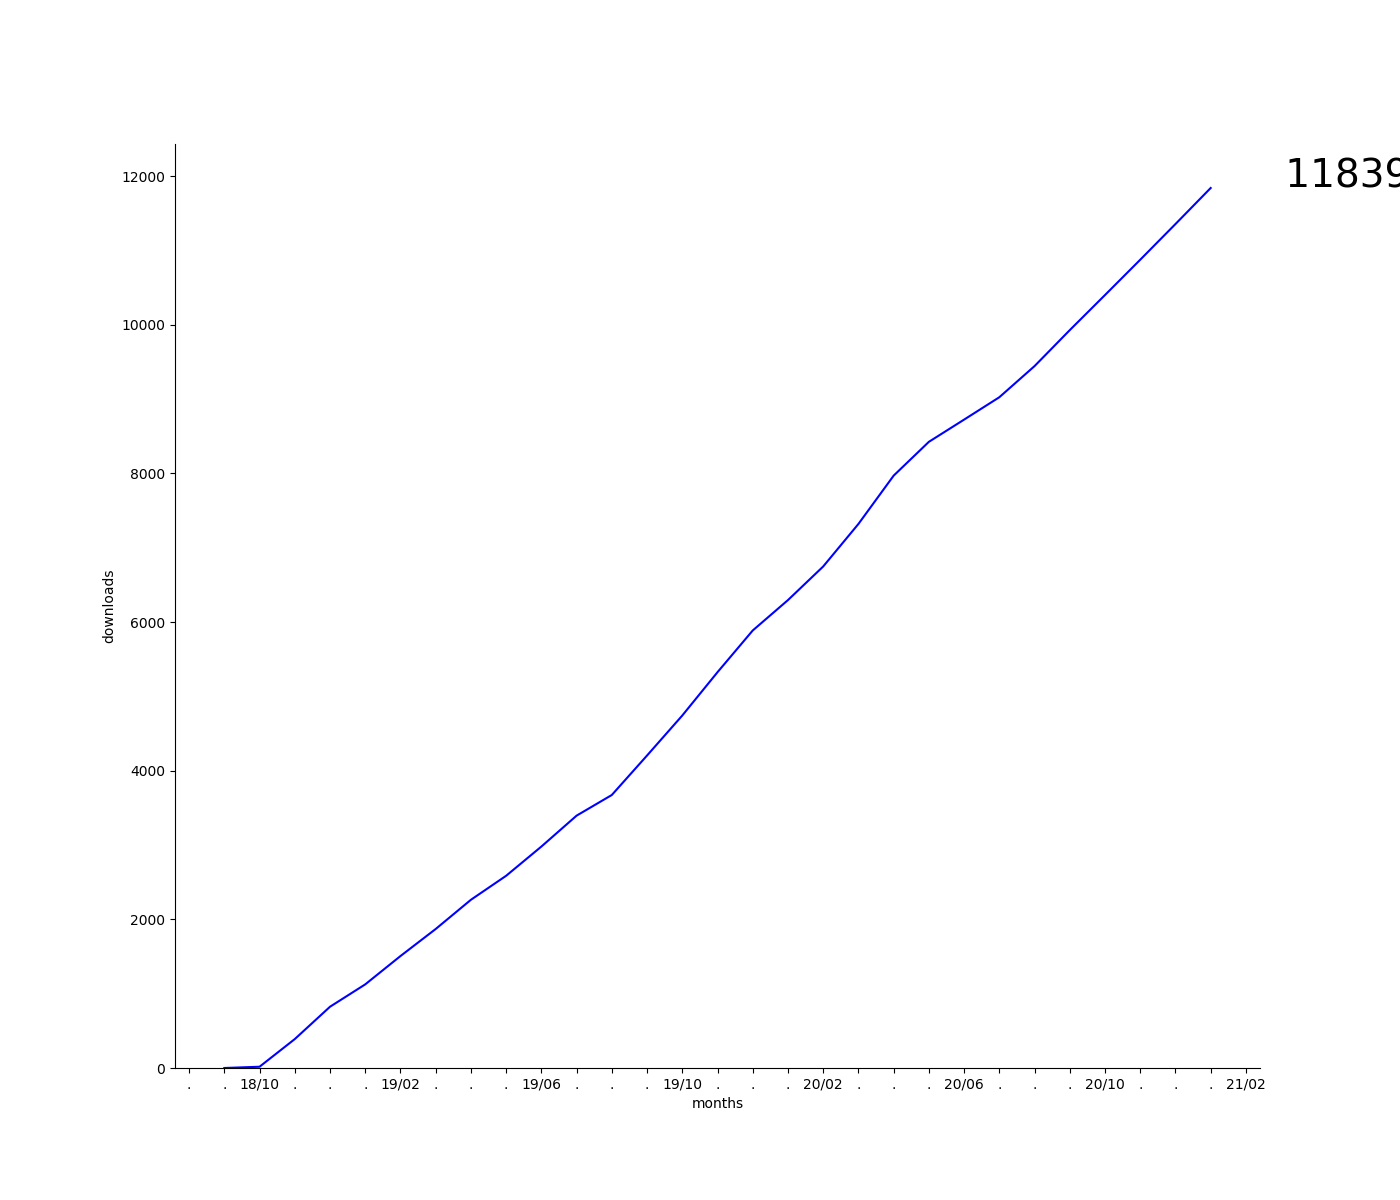 11839
12000
10000
8000
6000
4000
2000
0
downloads
. . 18/10 . . . 19/02 . . . 19/06 . . . 19/10 . . . 20/02 . . . 20/06 . . . 20/10 . . . 21/02
months